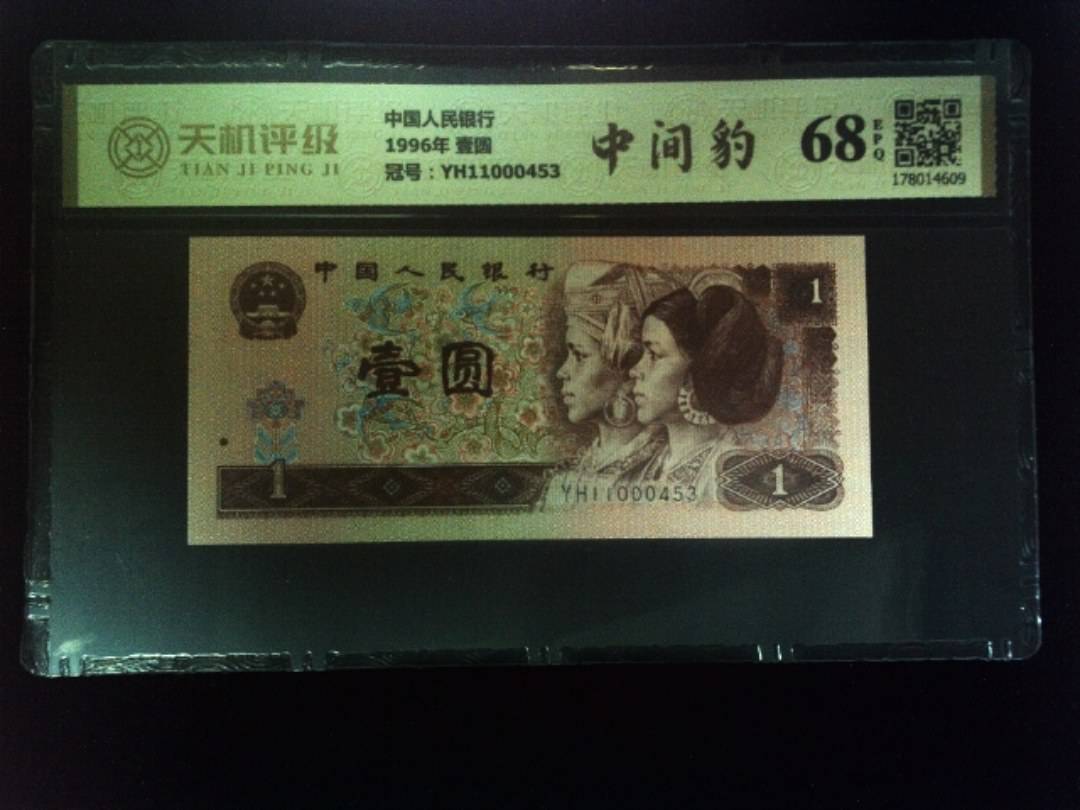 天机评级
TIAN JI PING JI
中国人民银行
1996年 壹圆
冠号：YH11000453
中间豹
68
EPQ
178014609
中国人民银行
1
壹圆
1
YH11000453
1